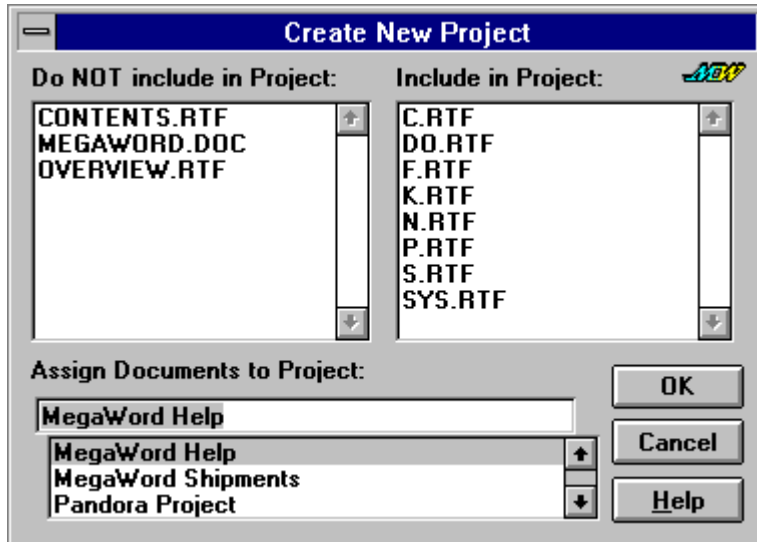 Create New Project
Do NOT include in Project:
Include in Project:
CONTENTS.RTF
MEGAWORD.DOC
OVERVIEW.RTF
C.RTF
DO.RTF
F.RTF
K.RTF
N.RTF
P.RTF
S.RTF
SYS.RTF
Assign Documents to Project:
MegaWord Help
MegaWord Help
MegaWord Shipments
Pandora Project
OK
Cancel
Help